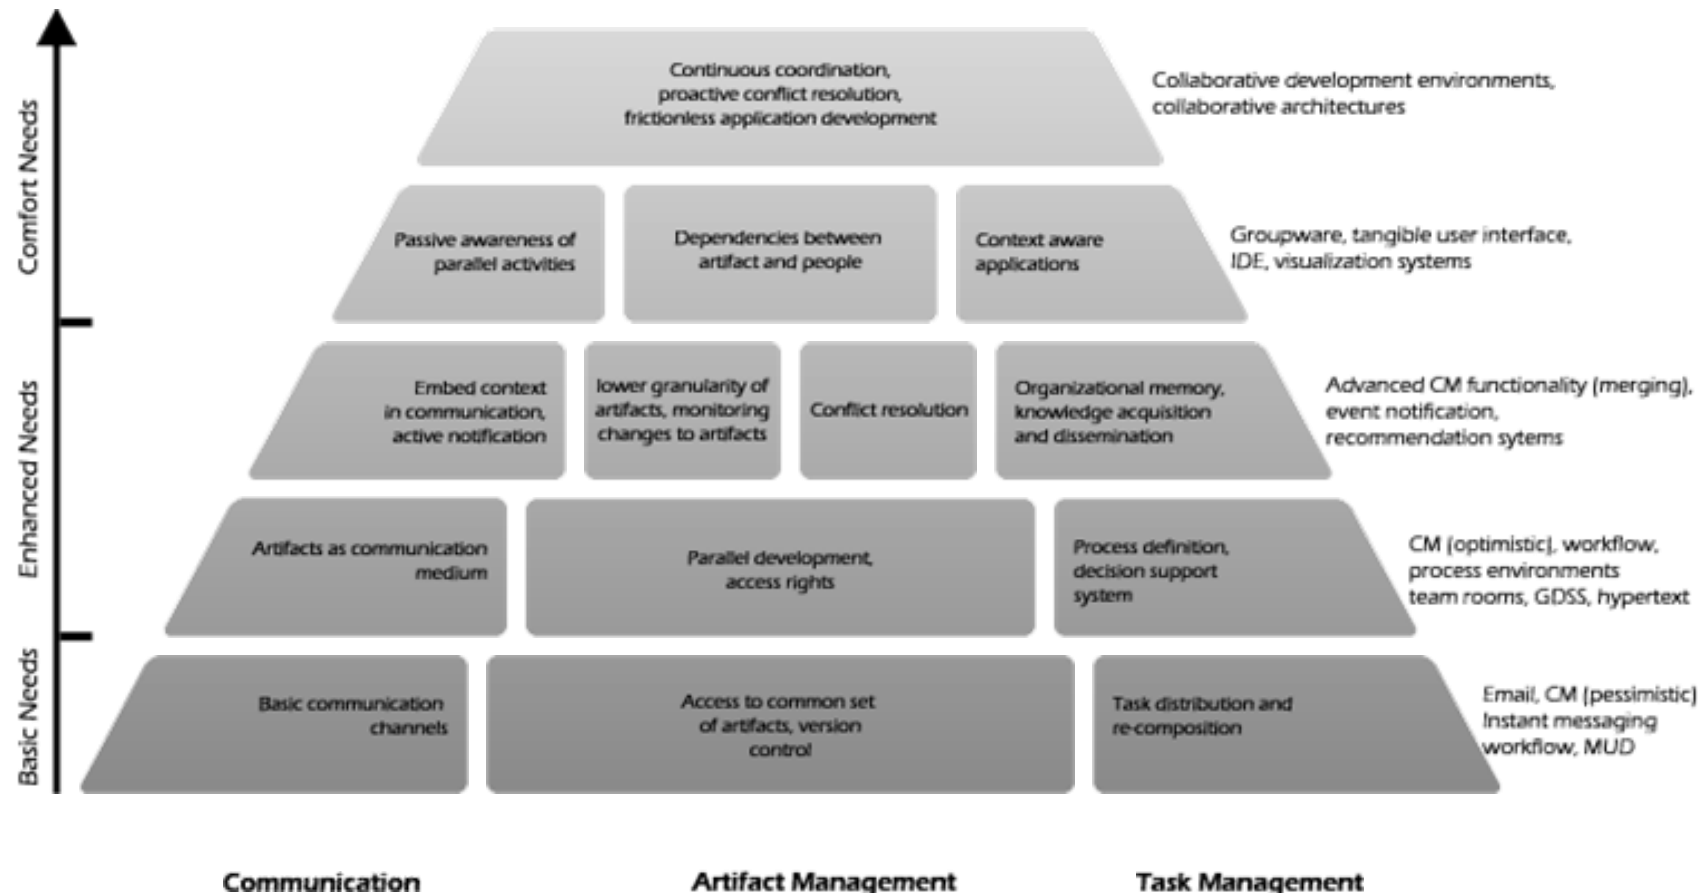 Continuous coordination,
proactive conflict resolution,
frictionless application development
Collaborative development environments,
collaborative architectures
Comfort Needs
Passive awareness of
parallel activities
Dependencies between
artifact and people
Context aware
applications
Groupware, tangible user interface,
IDE, visualization systems
Enhanced Needs
Embed context
in communication,
active notification
lower granularity of
artifacts, monitoring
changes to artifacts
Conflict resolution
Organizational memory,
knowledge acquisition
and dissemination
Advanced CM functionality (merging),
event notification,
recommendation sytems
Artifacts as communication
medium
Parallel development,
access rights
Process definition,
decision support
system
CM (optimistic), workflow,
process environments
team rooms, GDSS, hypertext
Basic Needs
Basic communication
channels
Access to common set
of artifacts, version
control
Task distribution and
re-composition
Email, CM (pessimistic)
Instant messaging
workflow, MUD
Communication
Artifact Management
Task Management